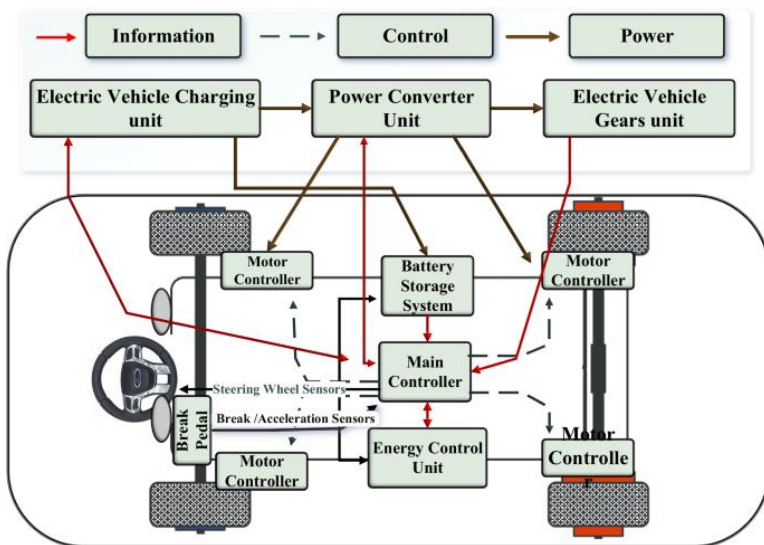 Information
Control
Power
Electric Vehicle Charging
unit
Power Converter
Unit
Electric Vehicle
Gears unit
Motor
Controller
Battery
Storage
System
Motor
Controller
Main
Controller
Steering Wheel Sensors
Break /Acceleration Sensors
Break
Pedal
Motor
Controller
Energy Control
Unit
Motor
Controlle
r